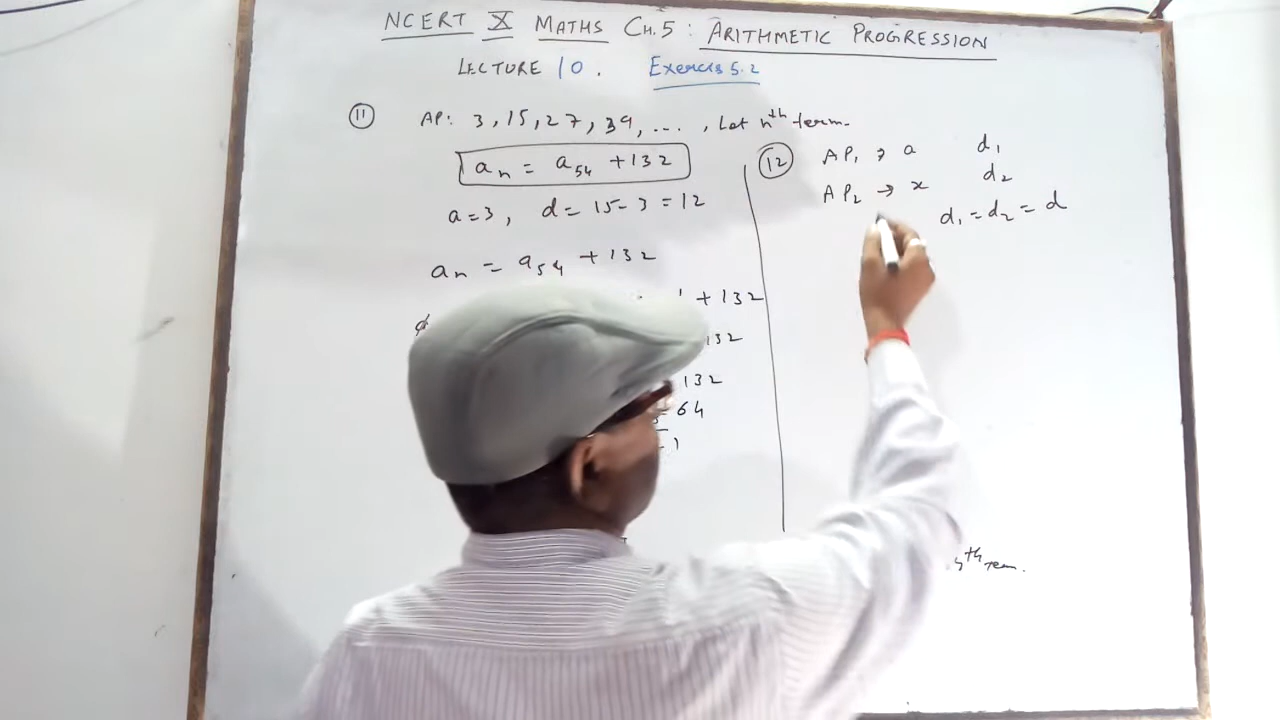 NCERT X MATHS CH.5 : ARITHMETIC PROGRESSION
LECTURE 10. Exercis 5.2
11 AP: 3, 15, 27, 39, ... , Let nth term.
an = a54 + 132
a = 3, d = 15 - 3 = 12
an = a54 + 132
+ 132
132
132
64
12 AP1 → a d1
AP2 → x d2
d1 = d2 = d
th term.